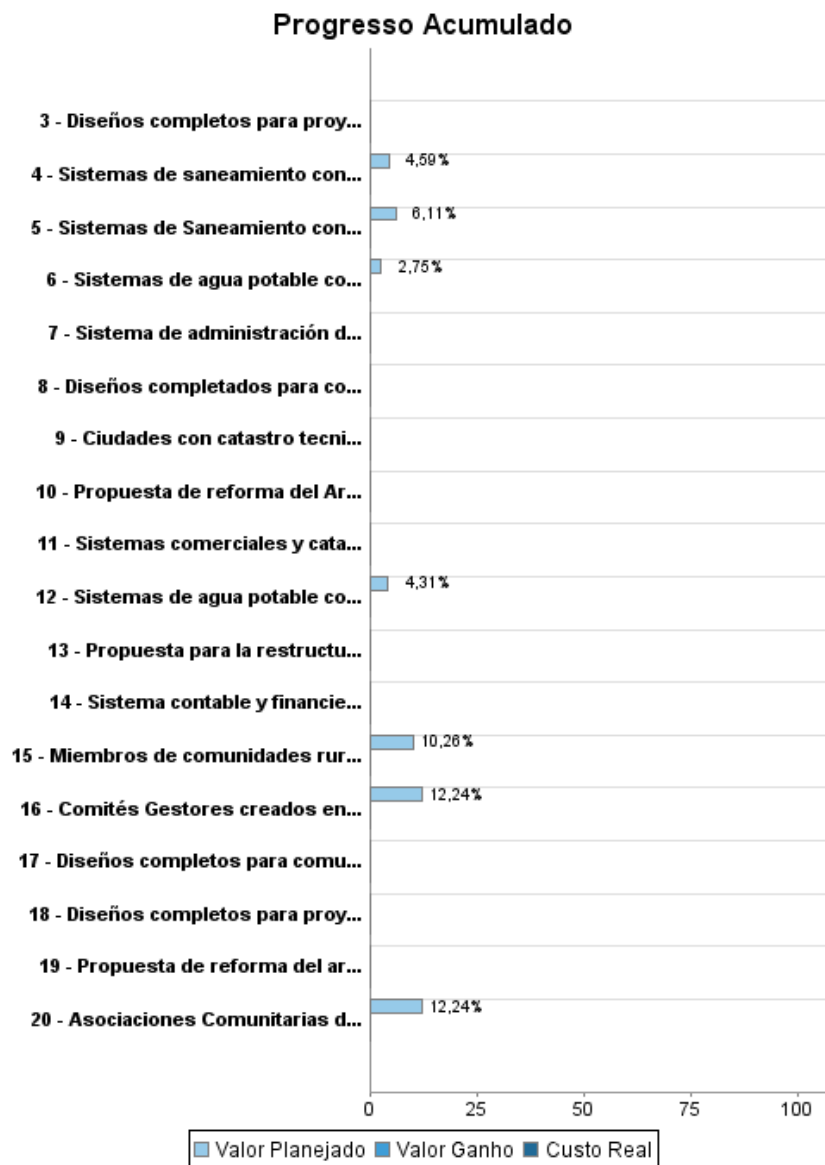 Progresso Acumulado
3 - Diseños completos para proy...
4 - Sistemas de saneamiento con...
4,59%
5 - Sistemas de Saneamiento con...
6,11%
6 - Sistemas de agua potable co...
2,75%
7 - Sistema de administración d...
8 - Diseños completados para co...
9 - Ciudades con catastro tecni...
10 - Propuesta de reforma del Ar...
11 - Sistemas comerciales y cata...
12 - Sistemas de agua potable co...
4,31%
13 - Propuesta para la restructu...
14 - Sistema contable y financie...
15 - Miembros de comunidades rur...
10,26%
16 - Comités Gestores creados en...
12,24%
17 - Diseños completos para comu...
18 - Diseños completos para proy...
19 - Propuesta de reforma del ar...
20 - Asociaciones Comunitarias d...
12,24%
0 25 50 75 100
Valor Planejado Valor Ganho Custo Real